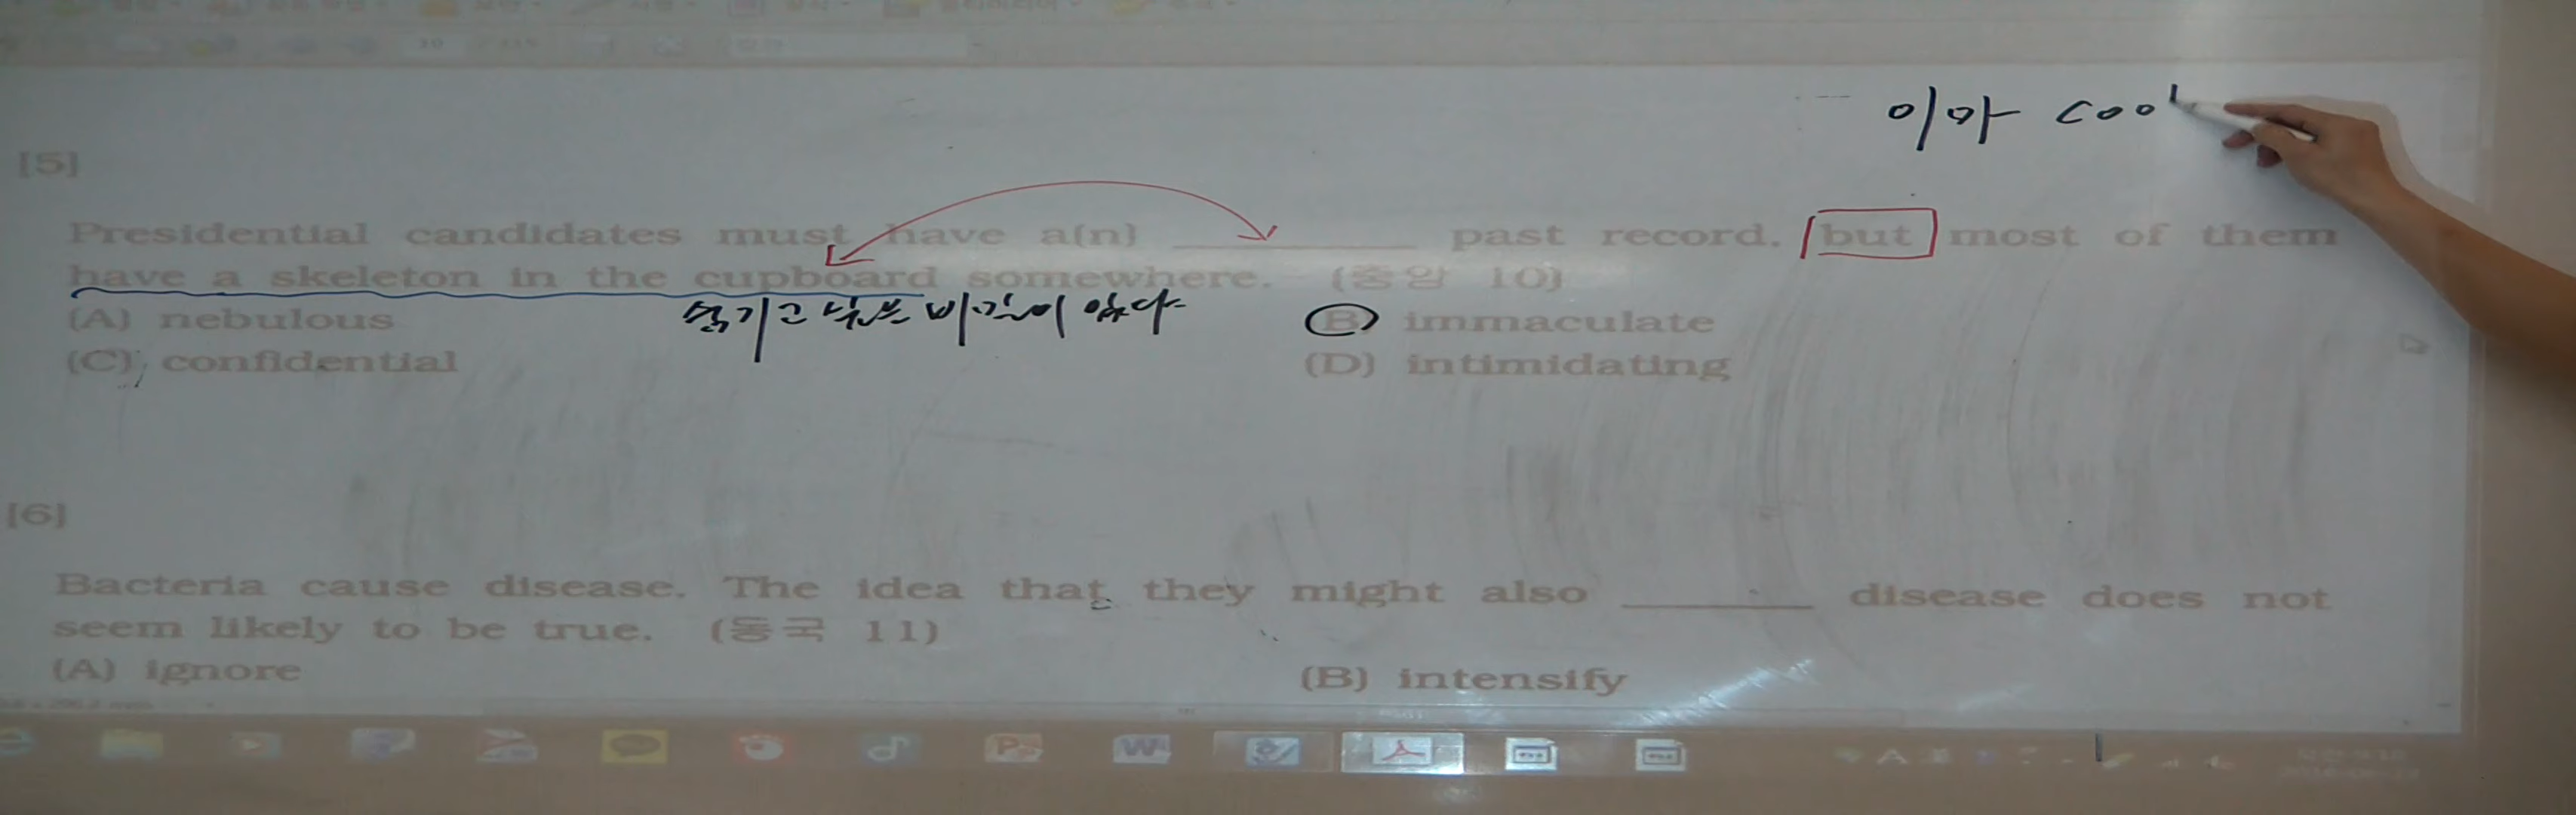 이아 cool
[5]
Presidential candidates must have a(n) ________ past record. but most of them
have a skeleton in the cupboard somewhere. (중앙 10)
숨기고 싶은 비밀이 있다
(A) nebulous (B) immaculate
(C) confidential (D) intimidating
[6]
Bacteria cause disease. The idea that they might also ________ disease does not
seem likely to be true. (동국 11)
(A) ignore (B) intensify